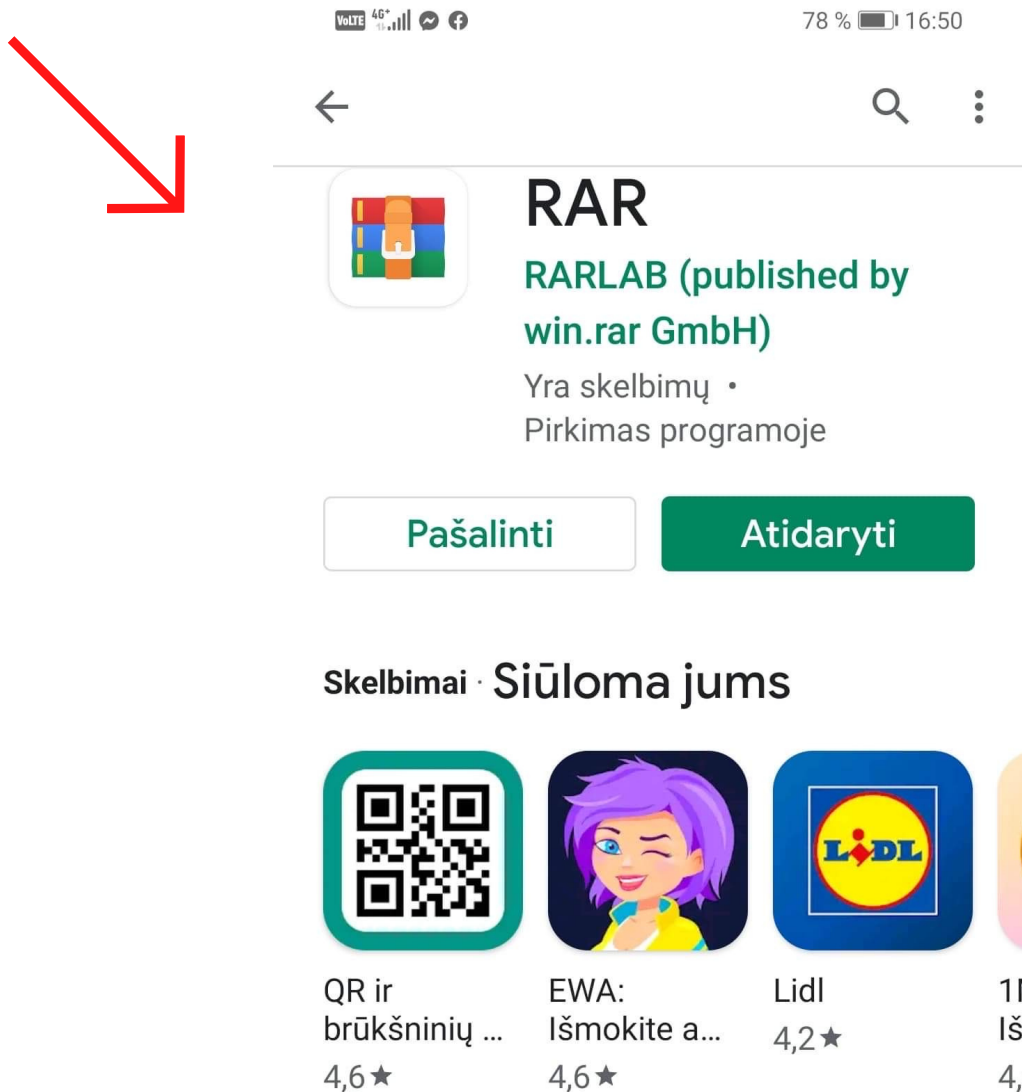 VoLTE 4G+ 78 % 16:50
RAR
RARLAB (published by
win.rar GmbH)
Yra skelbimų •
Pirkimas programoje
Pašalinti Atidaryti
Skelbimai · Siūloma jums
LIDL
QR ir
brūkšninių ...
4,6★
EWA:
Išmokite a...
4,6★
Lidl
4,2★